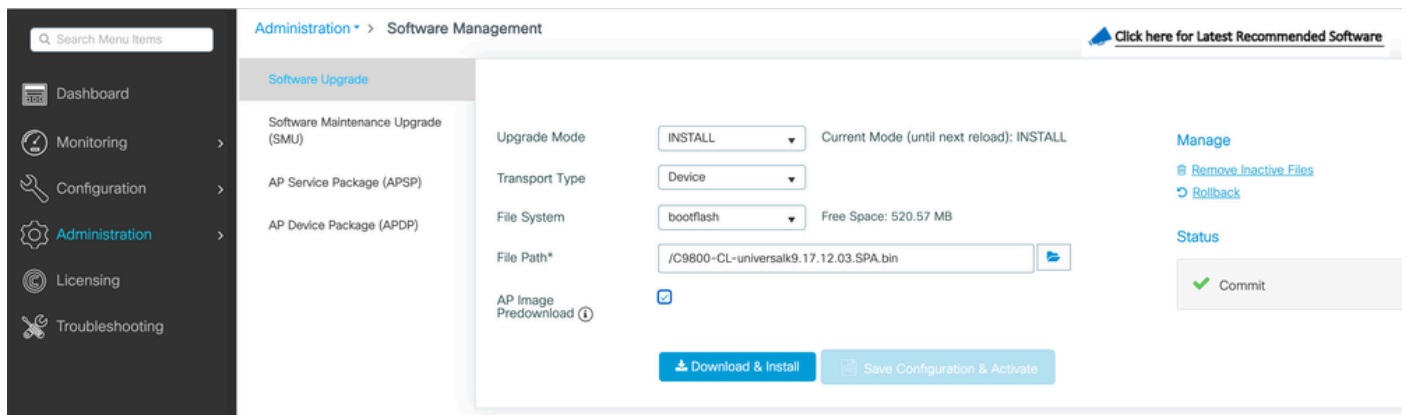 Search Menu Items
Dashboard
Monitoring
Configuration
Administration
Licensing
Troubleshooting
Administration > Software Management
Click here for Latest Recommended Software
Software Upgrade
Software Maintenance Upgrade
(SMU)
AP Service Package (APSP)
AP Device Package (APDP)
Upgrade Mode INSTALL Current Mode (until next reload): INSTALL
Transport Type Device
File System bootflash Free Space: 520.57 MB
File Path* /C9800-CL-universalk9.17.12.03.SPA.bin
AP Image
Predownload
Download & Install Save Configuration & Activate
Manage
Remove Inactive Files
Rollback
Status
Commit